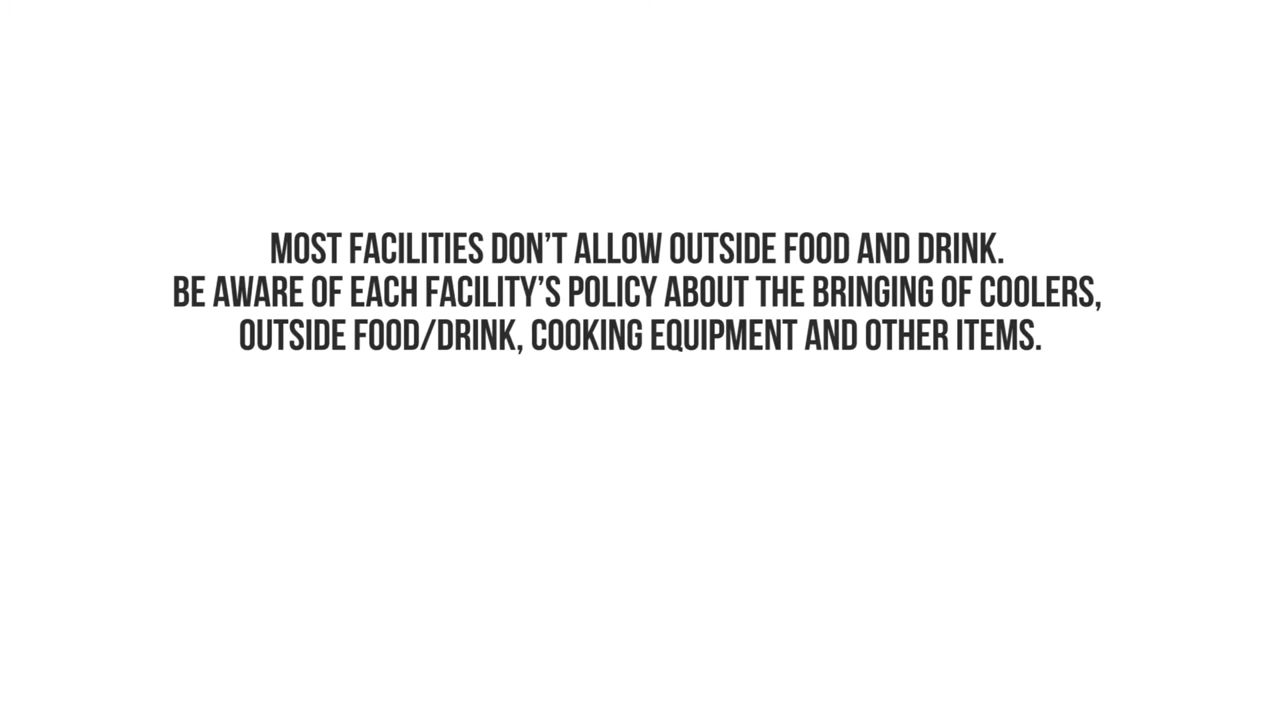 MOST FACILITIES DON’T ALLOW OUTSIDE FOOD AND DRINK.
BE AWARE OF EACH FACILITY’S POLICY ABOUT THE BRINGING OF COOLERS,
OUTSIDE FOOD/DRINK, COOKING EQUIPMENT AND OTHER ITEMS.